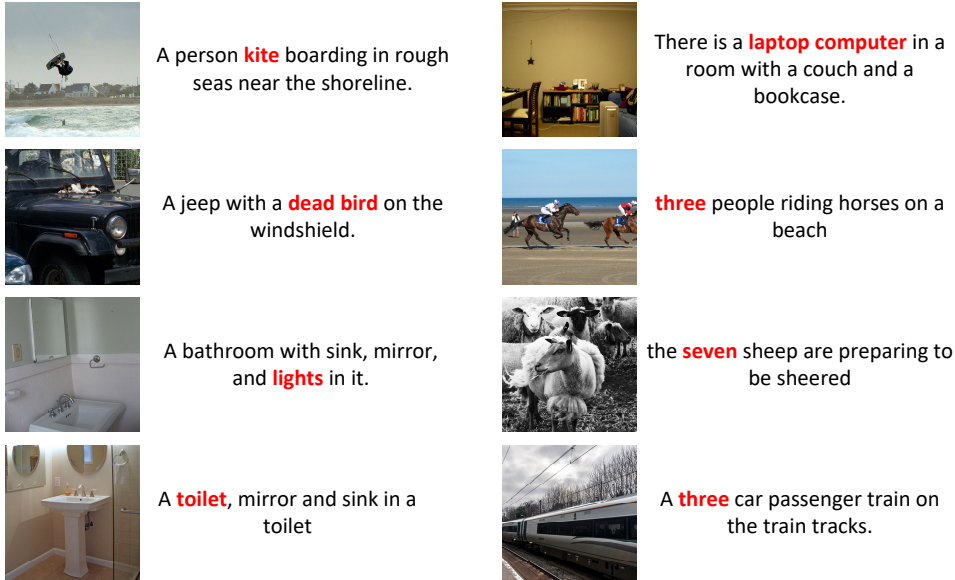 A person kite boarding in rough
seas near the shoreline.
There is a laptop computer in a
room with a couch and a
bookcase.
A jeep with a dead bird on the
windshield.
three people riding horses on a
beach
A bathroom with sink, mirror,
and lights in it.
the seven sheep are preparing to
be sheered
A toilet, mirror and sink in a
toilet
A three car passenger train on
the train tracks.